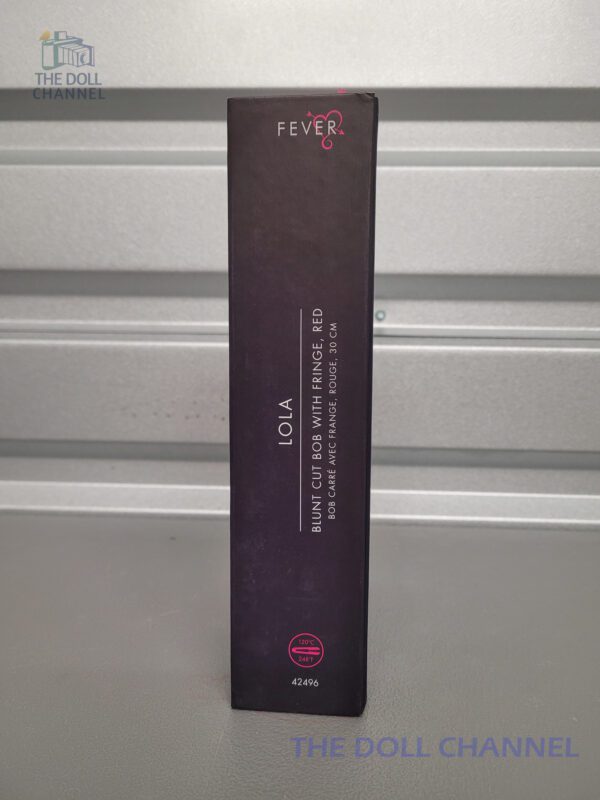 THE DOLL
CHANNEL
FEVER
LOLA
BLUNT CUT BOB WITH FRINGE, RED
BOB CARRÉ AVEC FRANGE, ROUGE, 30 CM
120°C
248°F
42496
THE DOLL CHANNEL